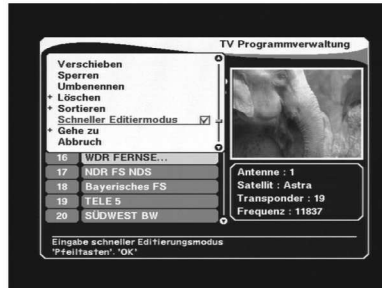 TV Programmverwaltung
Verschieben
Sperren
Umbenennen
+ Löschen
+ Sortieren
Schneller Editiermodus
+ Gehe zu
Abbruch
16 WDR FERNSE...
17 NDR FS NDS
18 Bayerisches FS
19 TELE 5
20 SÜDWEST BW
Antenne : 1
Satellit : Astra
Transponder : 19
Frequenz : 11837
Eingabe schneller Editierungsmodus
'Pfeiltasten'. 'OK'